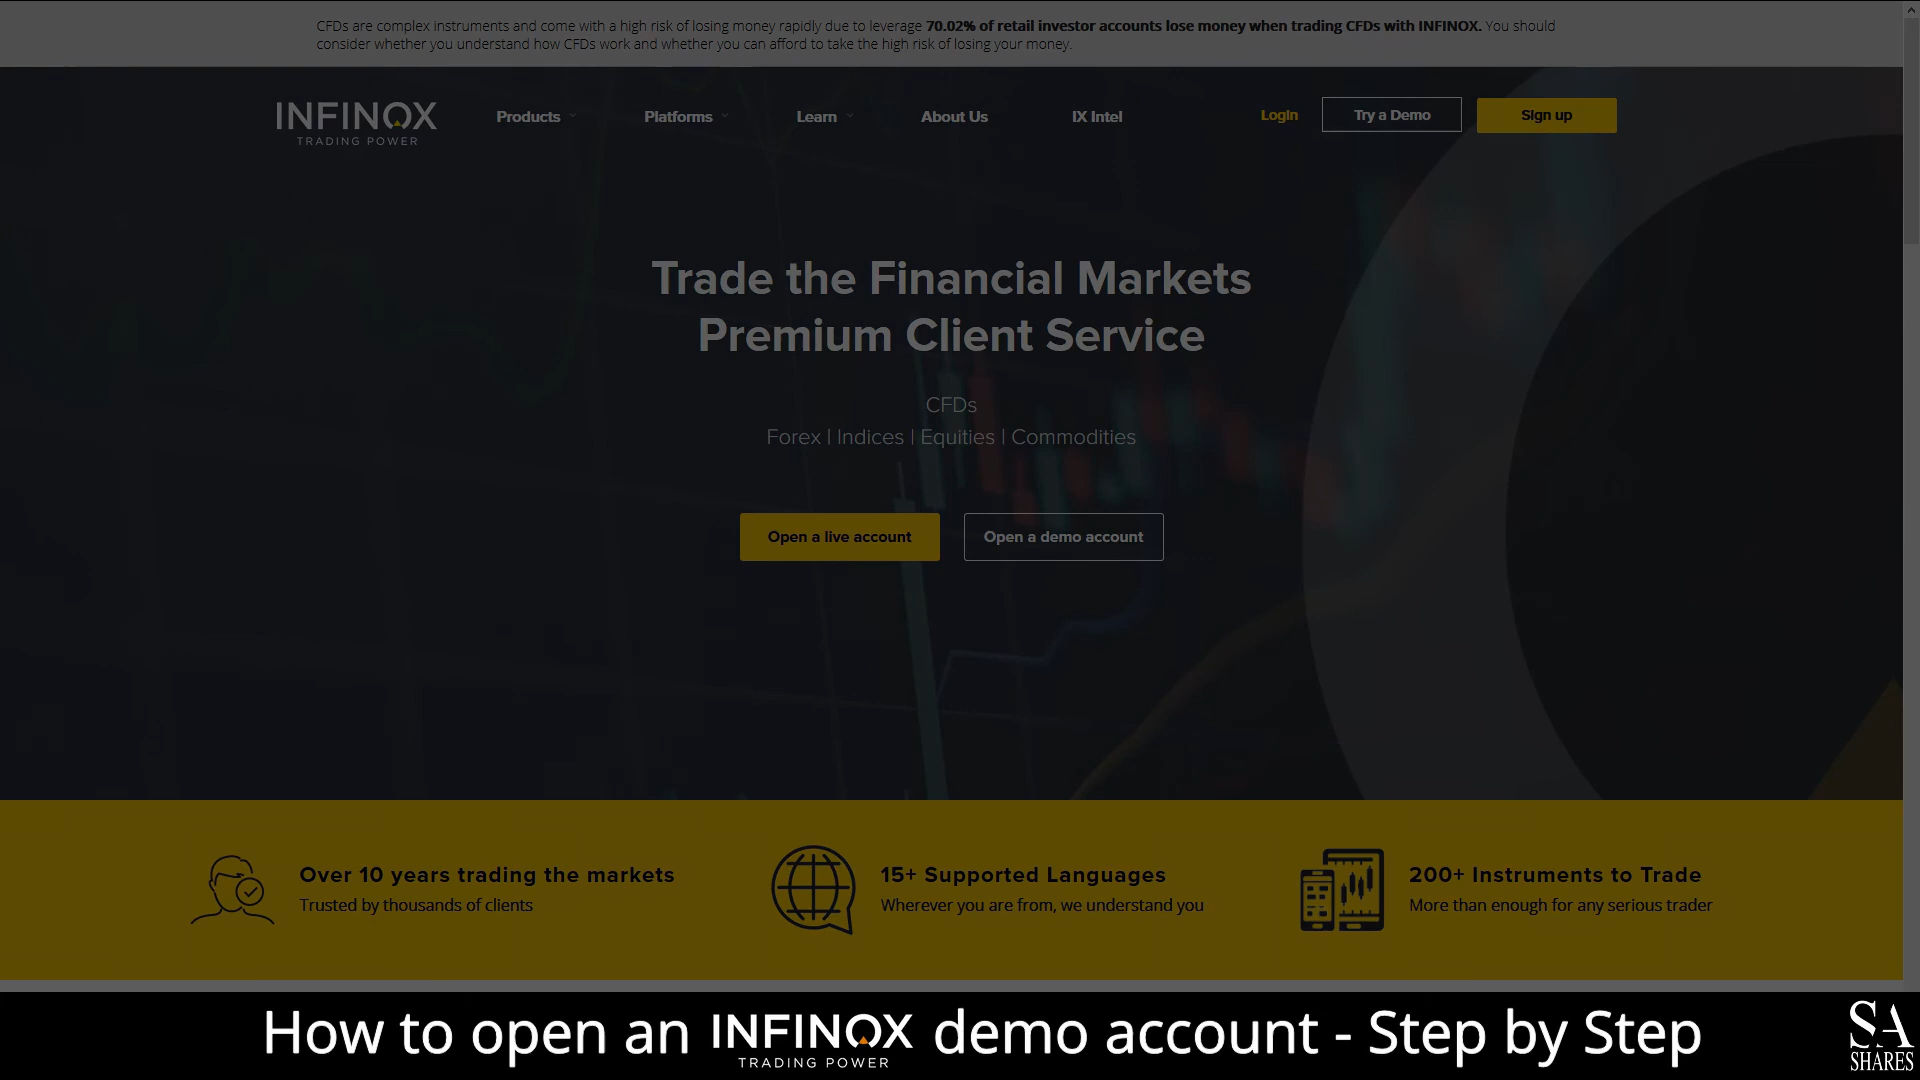 CFDs are complex instruments and come with a high risk of losing money rapidly due to leverage 70.02% of retail investor accounts lose money when trading CFDs with INFINOX. You should
consider whether you understand how CFDs work and whether you can afford to take the high risk of losing your money.
INFINOX
TRADING POWER
Products
Platforms
Learn
About Us
IX Intel
Login
Try a Demo
Sign up
Trade the Financial Markets
Premium Client Service
CFDs
Forex | Indices | Equities | Commodities
Open a live account
Open a demo account
Over 10 years trading the markets
Trusted by thousands of clients
15+ Supported Languages
Wherever you are from, we understand you
200+ Instruments to Trade
More than enough for any serious trader
How to open an INFINOX demo account - Step by Step
TRADING POWER
SA
SHARES